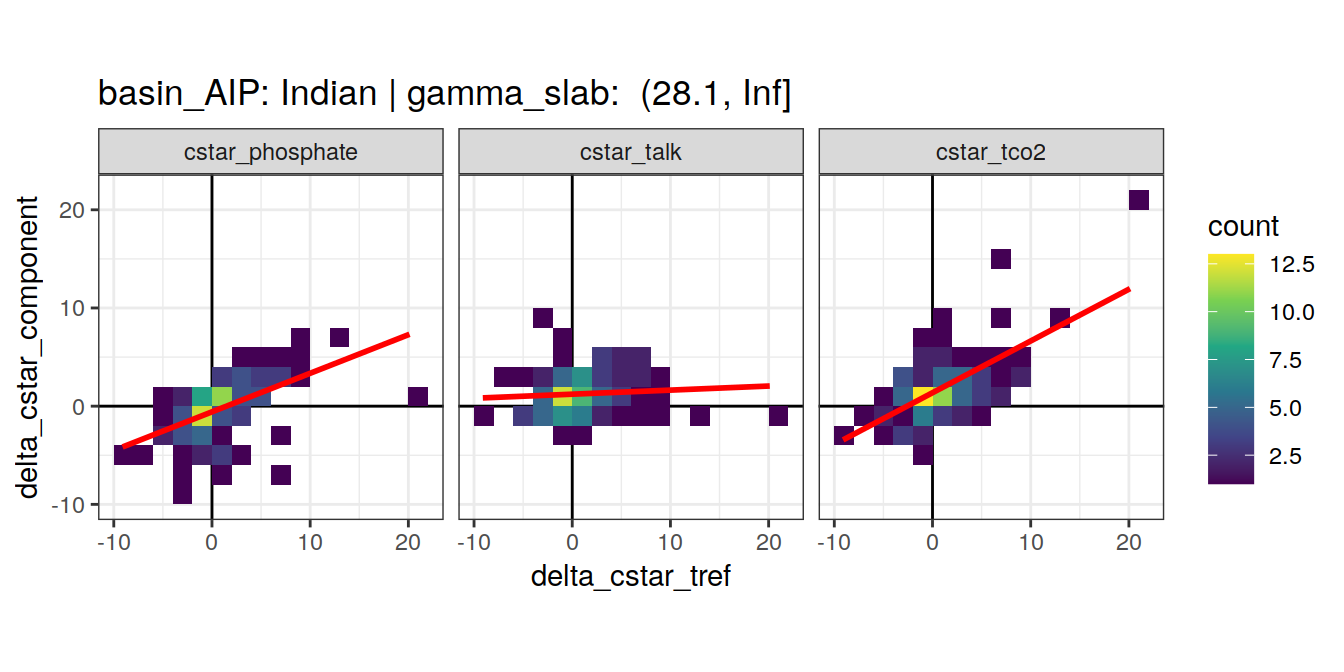 basin_AIP: Indian | gamma_slab:  (28.1, Inf]
cstar_phosphate
cstar_talk
cstar_tco2
delta_cstar_component
20
10
0
-10
-10 0 10 20
-10 0 10 20
-10 0 10 20
delta_cstar_tref
count
12.5
10.0
7.5
5.0
2.5